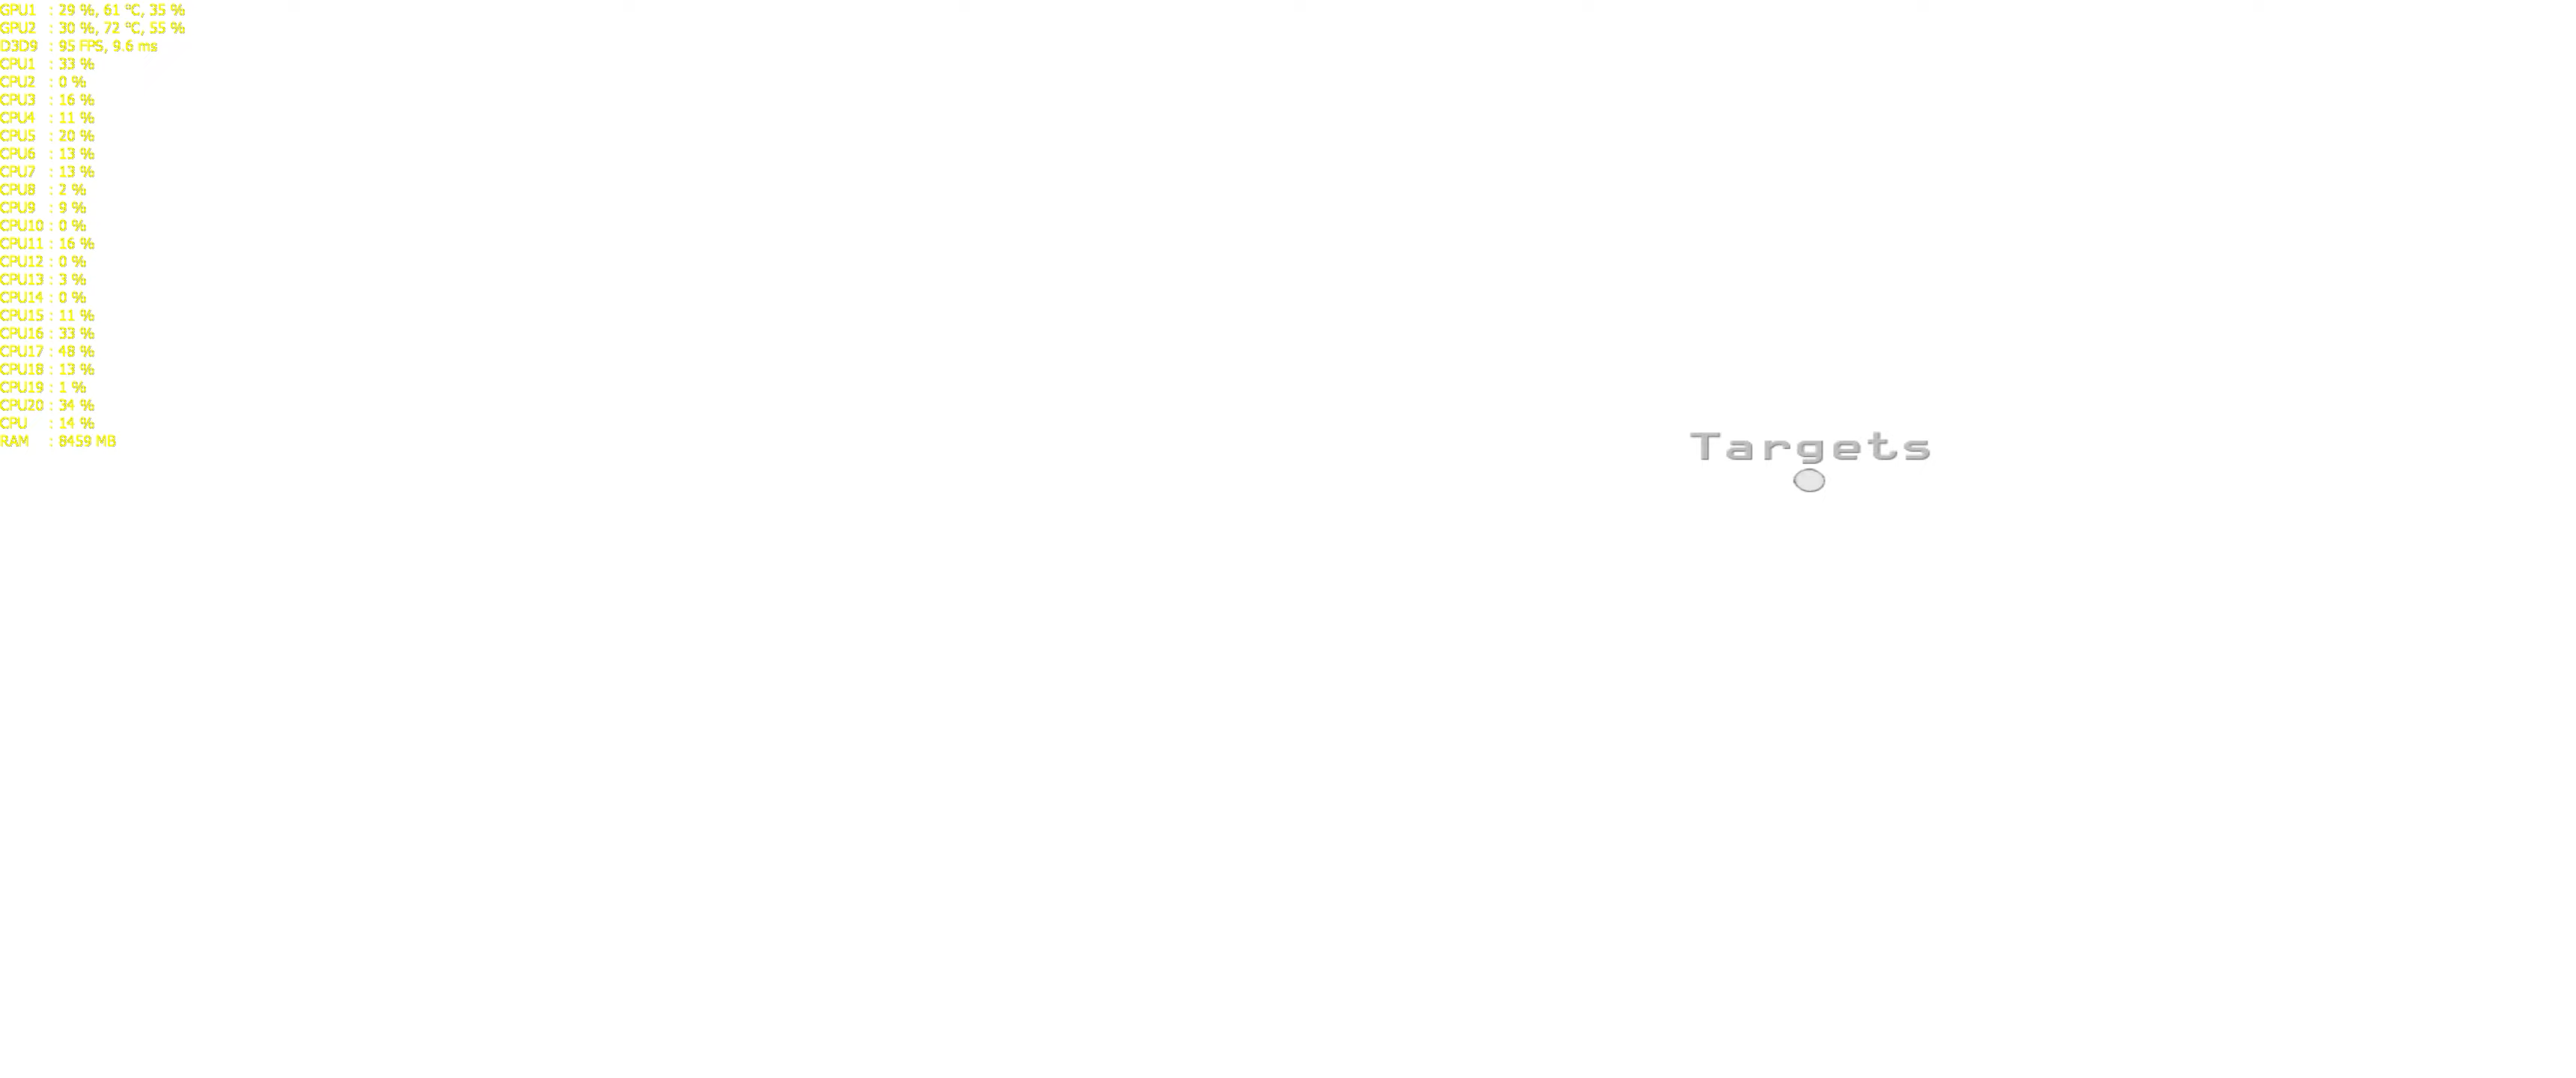 GPU1 : 29 %, 61 °C, 35 %
GPU2 : 30 %, 72 °C, 55 %
D3D9 : 95 FPS, 9.6 ms
CPU1 : 33 %
CPU2 : 0 %
CPU3 : 16 %
CPU4 : 11 %
CPU5 : 20 %
CPU6 : 13 %
CPU7 : 13 %
CPU8 : 2 %
CPU9 : 9 %
CPU10 : 0 %
CPU11 : 16 %
CPU12 : 0 %
CPU13 : 3 %
CPU14 : 0 %
CPU15 : 11 %
CPU16 : 33 %
CPU17 : 48 %
CPU18 : 13 %
CPU19 : 1 %
CPU20 : 34 %
CPU : 14 %
RAM : 8459 MB
Targets